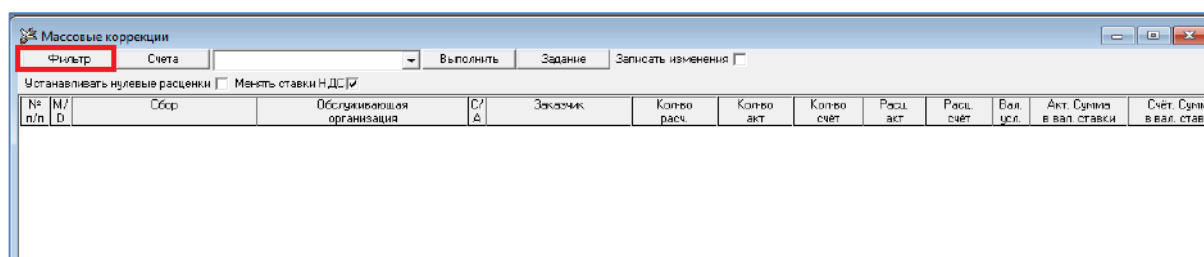 Массовые коррекции
Фильтр Счета Выполнить Задание Записать изменения
Устанавливать нулевые расценки Менять ставки НДС
№ п/п M/D Сбор Обслуживающая организация С/А Заказчик Кол-во расч. Кол-во акт Кол-во счёт Расц. акт Расц. счёт Вал. усл. Акт. Сумма в вал. ставки Счёт. Сумм в вал. став